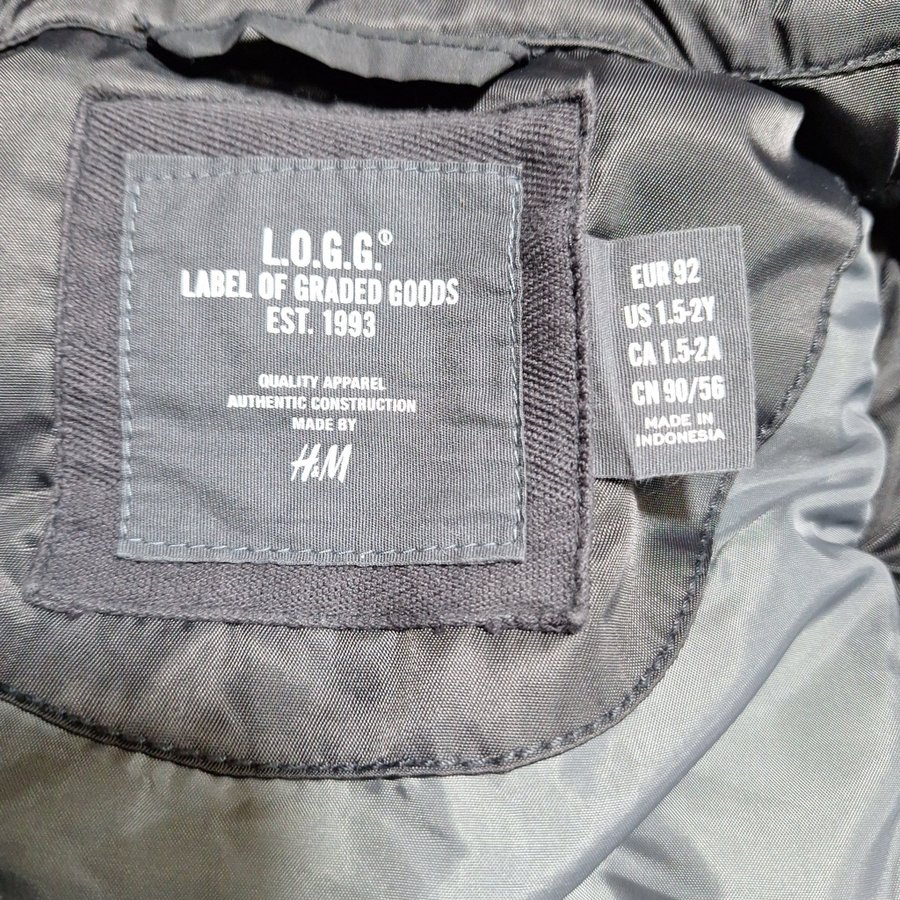 L.O.G.G.®
LABEL OF GRADED GOODS
EST. 1993
QUALITY APPAREL
AUTHENTIC CONSTRUCTION
MADE BY
H&M
EUR 92
US 1.5-2Y
CA 1.5-2A
CN 90/56
MADE IN
INDONESIA